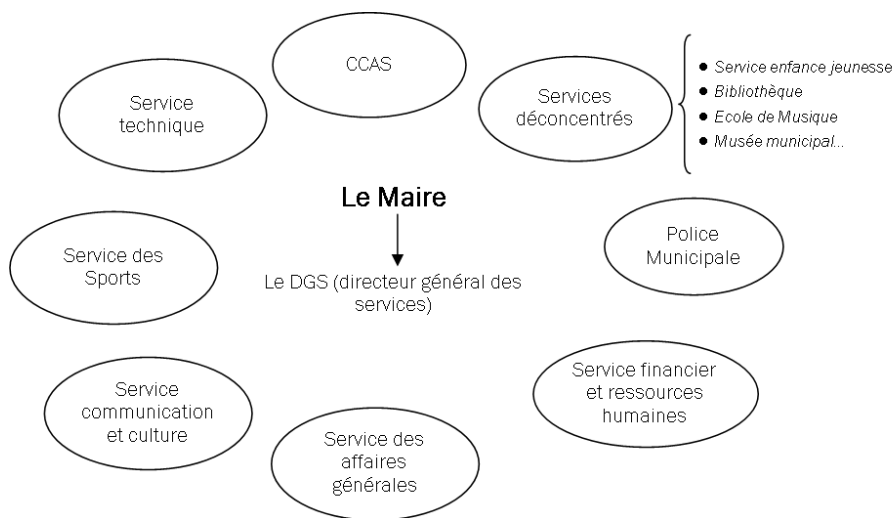 CCAS
Service
technique
Services
déconcentrés
● Service enfance jeunesse
● Bibliothèque
● Ecole de Musique
● Musée municipal...
Le Maire
Le DGS (directeur général des
services)
Service des
Sports
Police
Municipale
Service
communication
et culture
Service des
affaires
générales
Service financier
et ressources
humaines